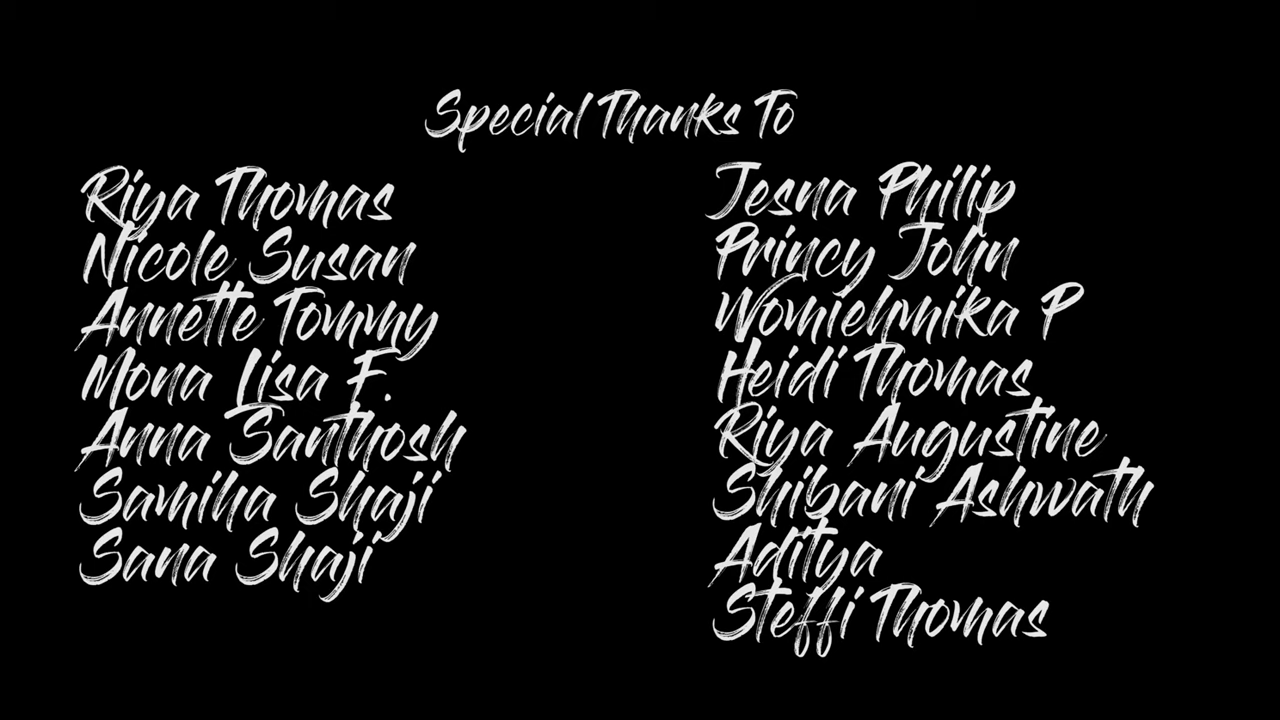 Special Thanks To
Riya Thomas
Nicole Susan
Annette Tommy
Mona Lisa F.
Anna Santhosh
Samiha Shaji
Sana Shaji
Jesna Philip
Princy John
Womiehmika P
Heidi Thomas
Riya Augustine
Shibani Ashwath
Aditya
Steffi Thomas